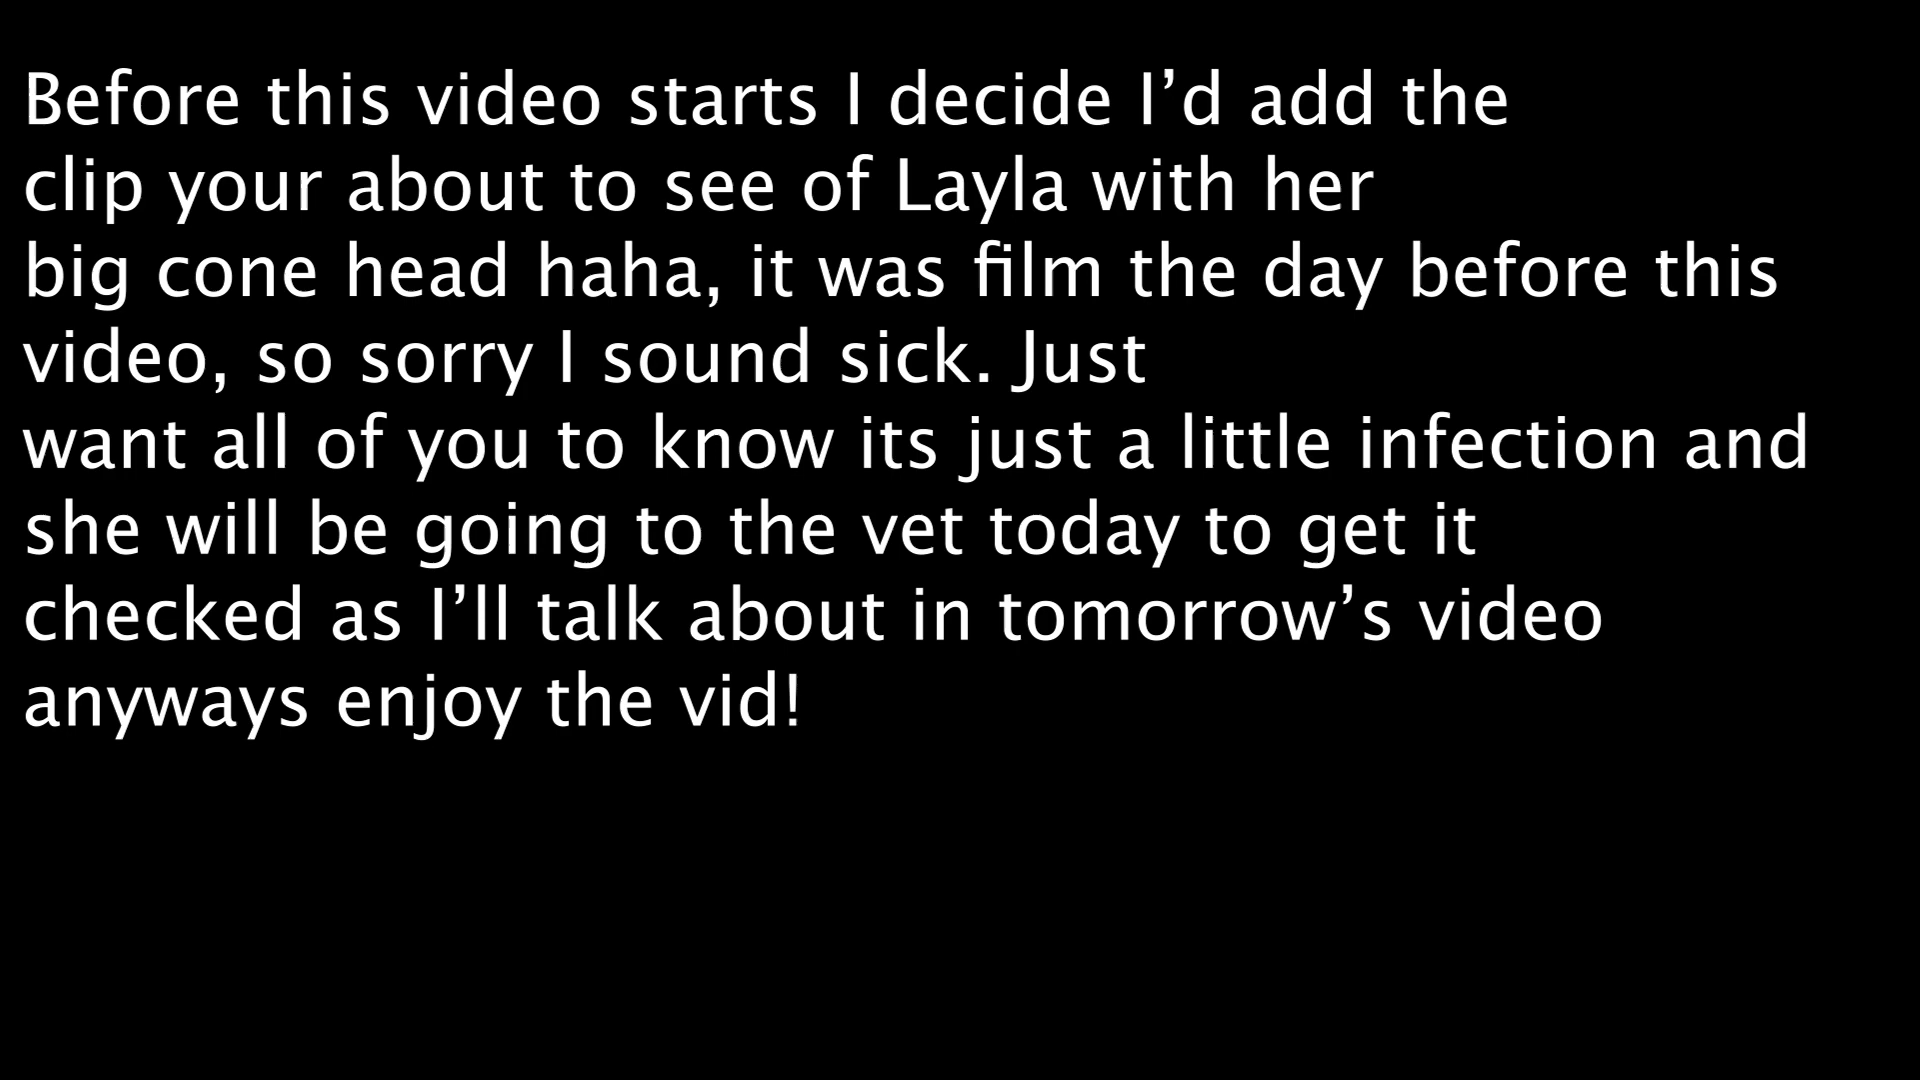 Before this video starts I decide I’d add the
clip your about to see of Layla with her
big cone head haha, it was film the day before this
video, so sorry I sound sick. Just
want all of you to know its just a little infection and
she will be going to the vet today to get it
checked as I’ll talk about in tomorrow’s video
anyways enjoy the vid!